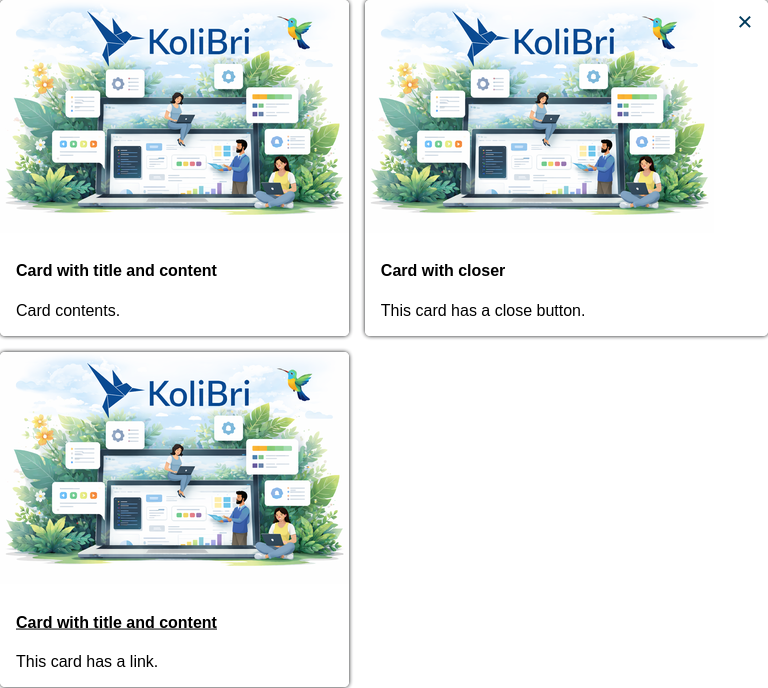 KoliBri
Card with title and content
Card contents.
KoliBri
Card with closer
This card has a close button.
KoliBri
Card with title and content
This card has a link.